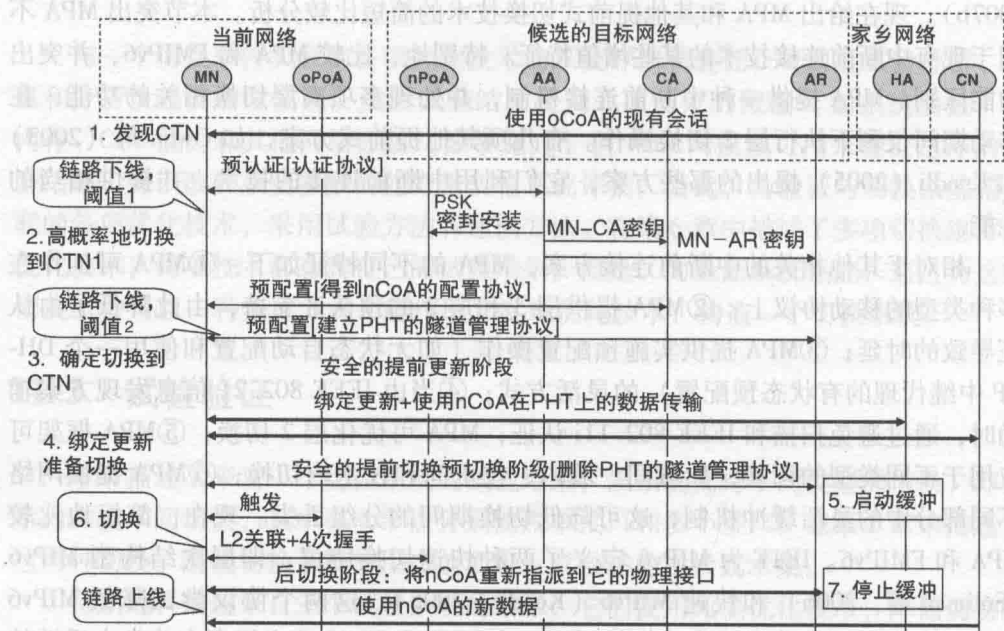 当前网络
候选的目标网络
家乡网络
MN
oPoA
nPoA
AA
CA
AR
HA
CN
使用oCoA的现有会话
1. 发现CTN
链路下线,
阈值1
预认证[认证协议]
PSK
密封安装
MN-CA密钥
MN-AR 密钥
2.高概率地切换
到CTN1
预配置[得到nCoA的配置协议]
链路下线,
阈值2
预配置[建立PHT的隧道管理协议]
3. 确定切换到
CTN
安全的提前更新阶段
绑定更新+使用nCoA在PHT上的数据传输
4. 绑定更新
准备切换
安全的提前切换预切换阶段[删除PHT的隧道管理协议]
触发
5. 启动缓冲
6. 切换
L2关联+4次握手
后切换阶段:将nCoA重新指派到它的物理接口
7. 停止缓冲
链路上线
使用nCoA的新数据